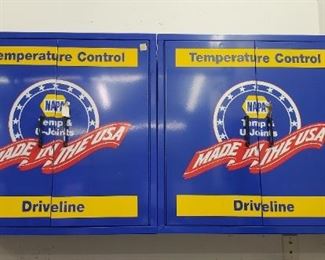 Temperature Control
NAPA
Temp &
U-Joints
MADE IN THE USA
Driveline
Temperature Control
NAPA
Temp &
U-Joints
MADE IN THE USA
Driveline